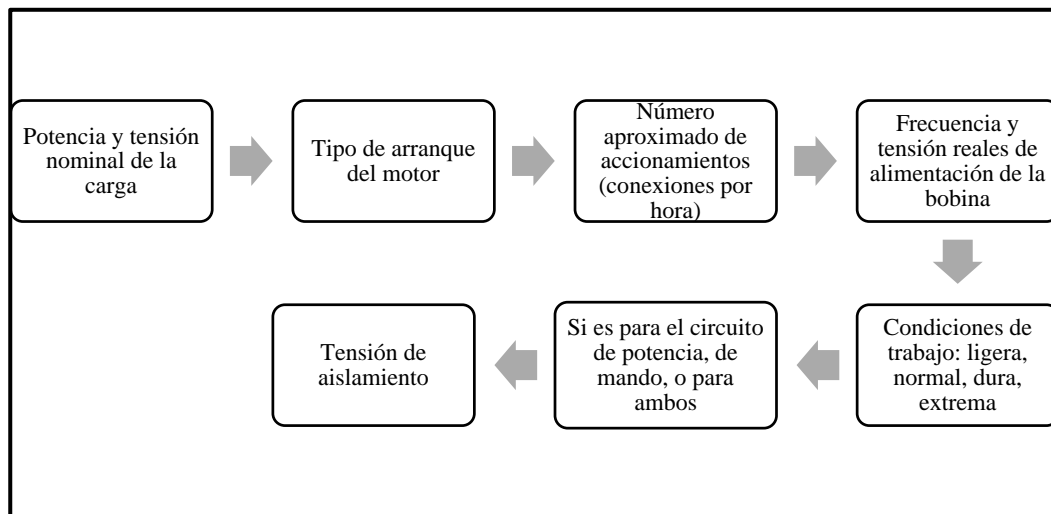 Potencia y tensión
nominal de la
carga
Tipo de arranque
del motor
Número
aproximado de
accionamientos
(conexiones por
hora)
Frecuencia y
tensión reales de
alimentación de la
bobina
Condiciones de
trabajo: ligera,
normal, dura,
extrema
Si es para el circuito
de potencia, de
mando, o para
ambos
Tensión de
aislamiento